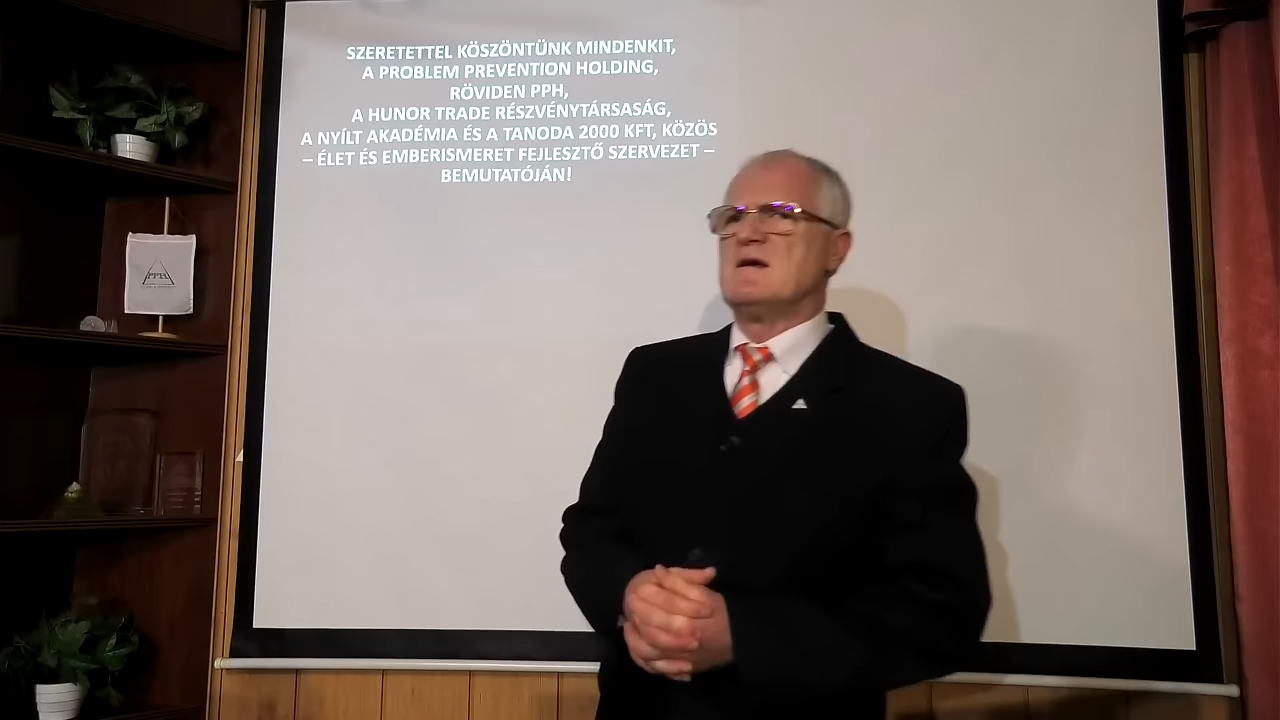 SZERETETTEL KÖSZÖNTÜNK MINDENKIT,
A PROBLEM PREVENTION HOLDING,
RÖVIDEN PPH,
A HUNOR TRADE RÉSZVÉNYTÁRSASÁG,
A NYÍLT AKADÉMIA ÉS A TANODA 2000 KFT, KÖZÖS
– ÉLET ÉS EMBERISMERET FEJLESZTŐ SZERVEZET –
BEMUTATÓJÁN!
PPH